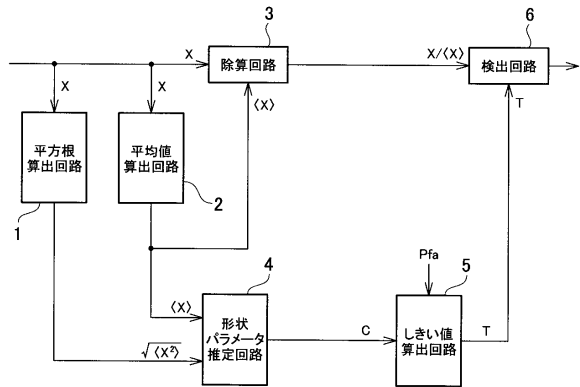 3
6
X
除算回路
X/⟨X⟩
検出回路
X
X
⟨X⟩
T
平方根
算出回路
平均値
算出回路
1
2
4
Pfa
5
⟨X⟩
形状
パラメータ
推定回路
C
しきい値
算出回路
T
√⟨X²⟩